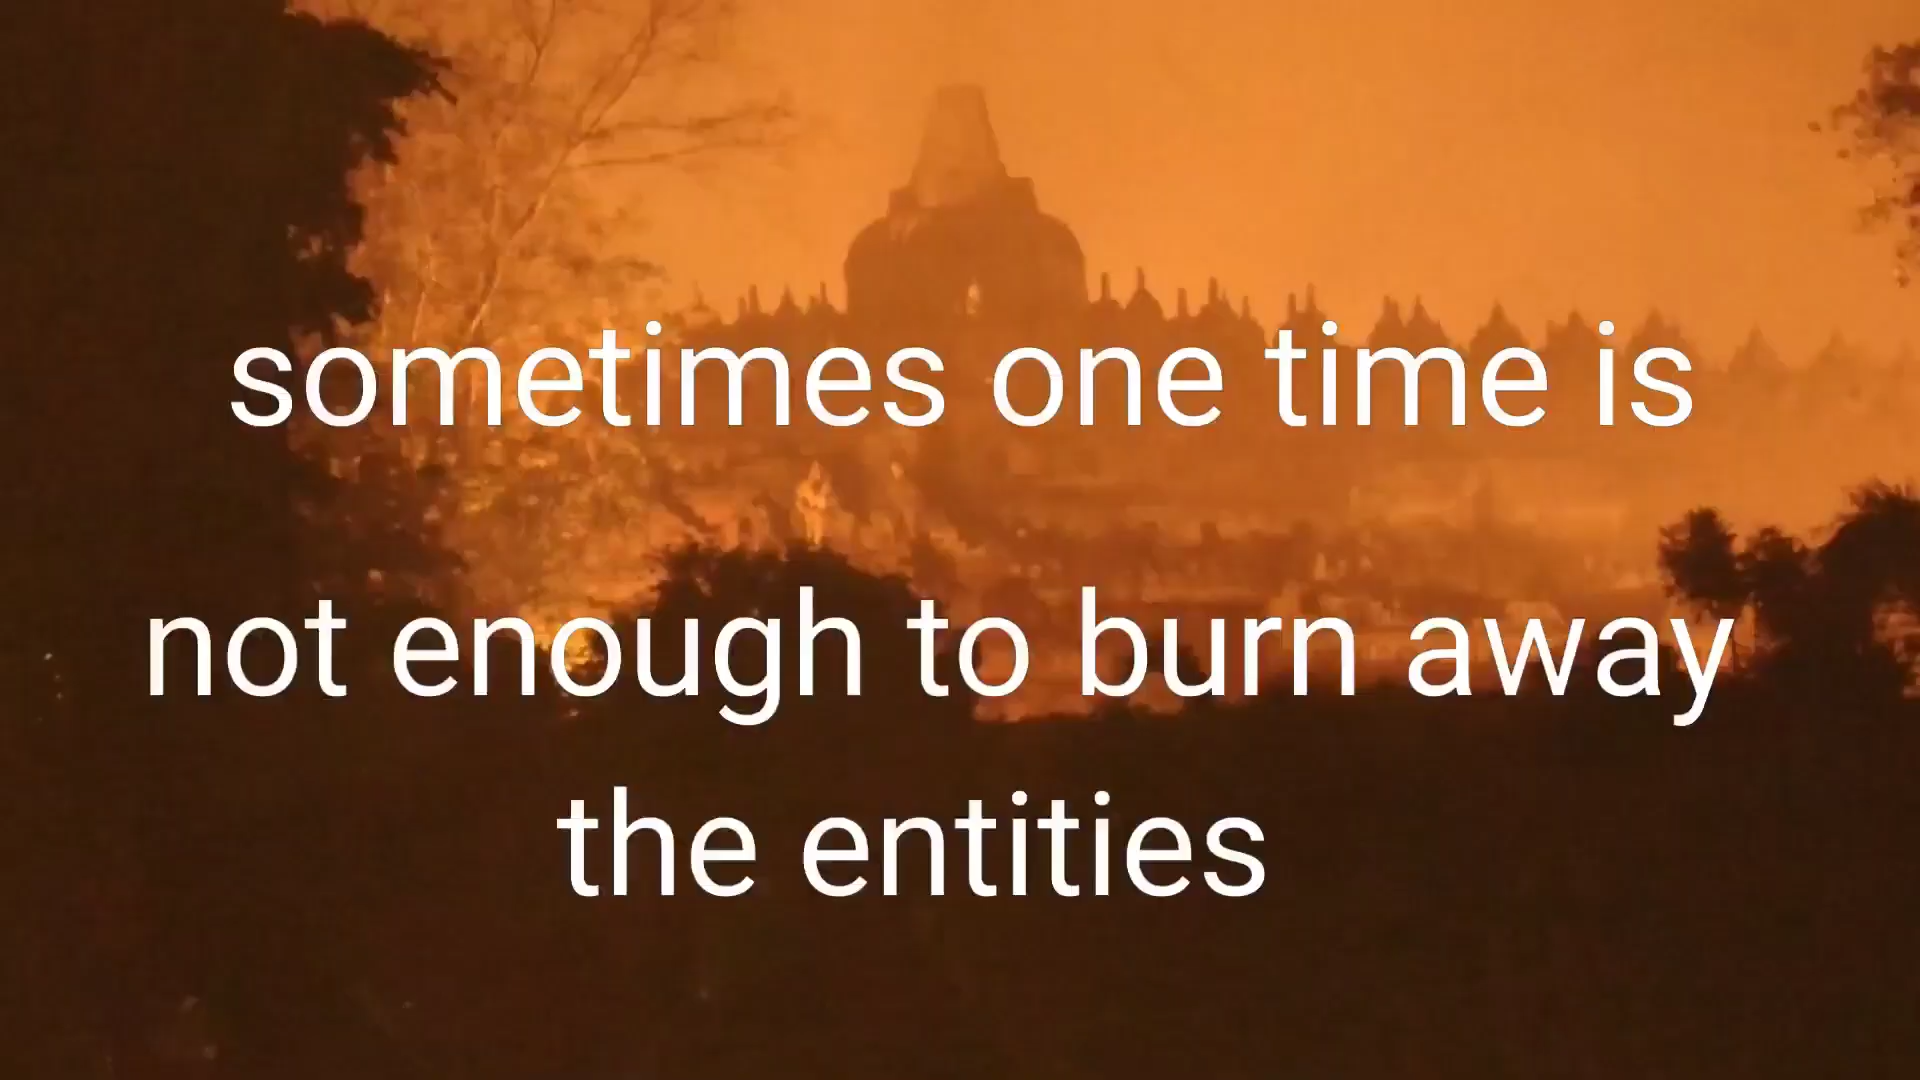 sometimes one time is
not enough to burn away
the entities